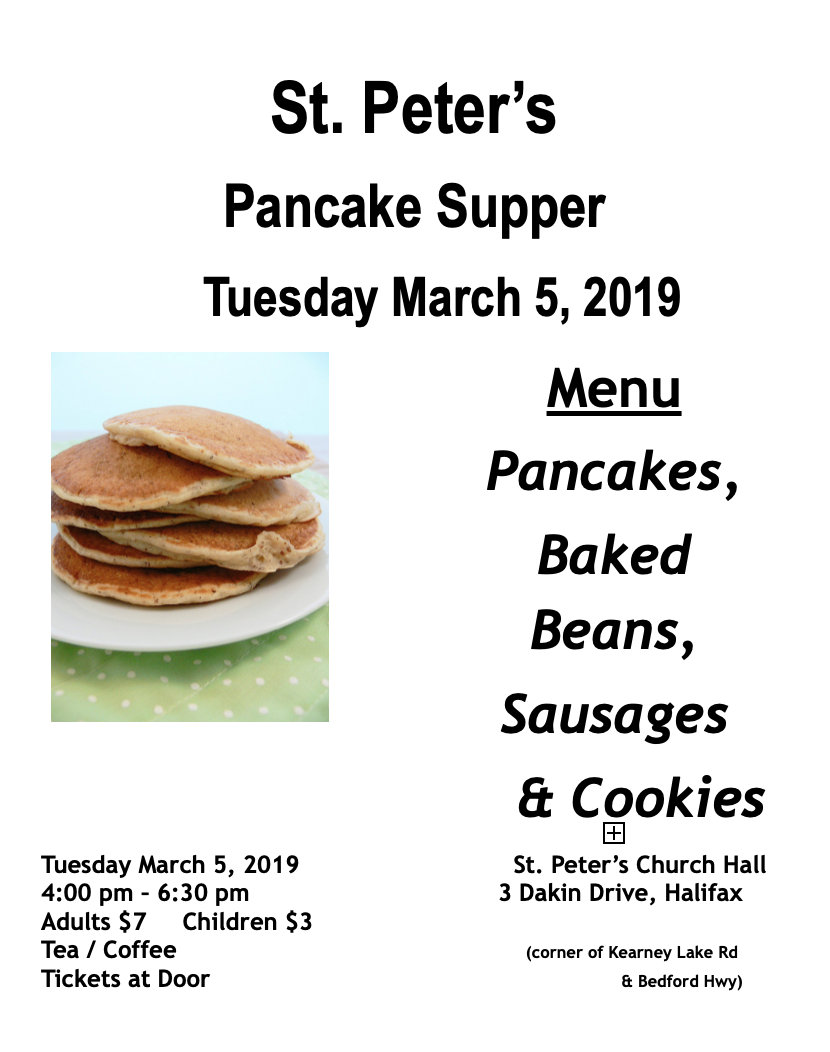 St. Peter’s
Pancake Supper
Tuesday March 5, 2019
Menu
Pancakes,
Baked
Beans,
Sausages
& Cookies
Tuesday March 5, 2019
4:00 pm – 6:30 pm
Adults $7 Children $3
Tea / Coffee
Tickets at Door
St. Peter’s Church Hall
3 Dakin Drive, Halifax
(corner of Kearney Lake Rd
& Bedford Hwy)